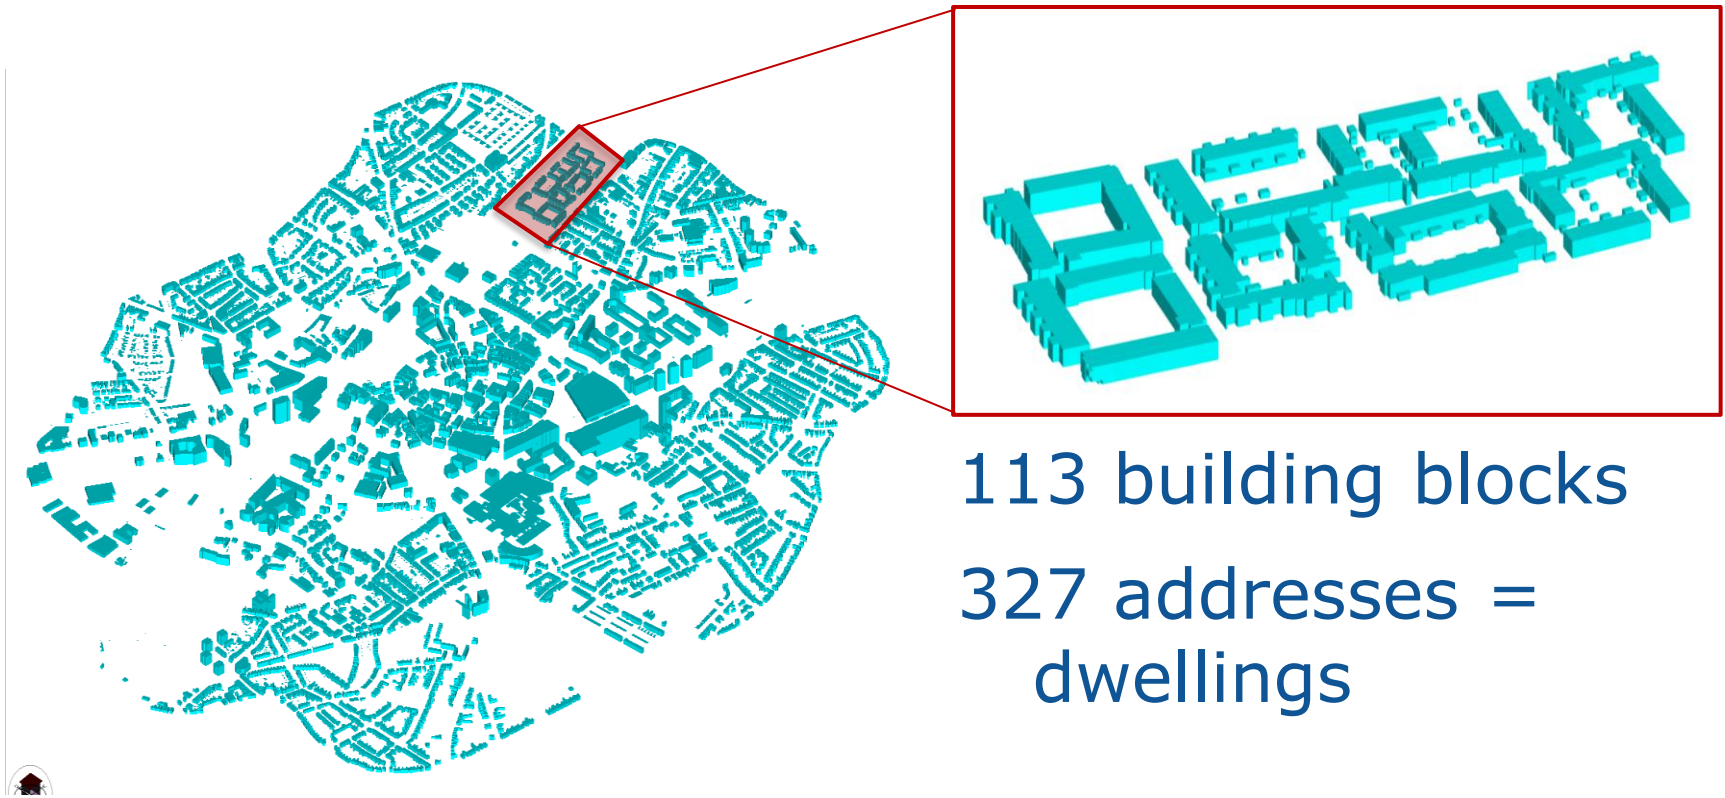 113 building blocks
327 addresses =
dwellings